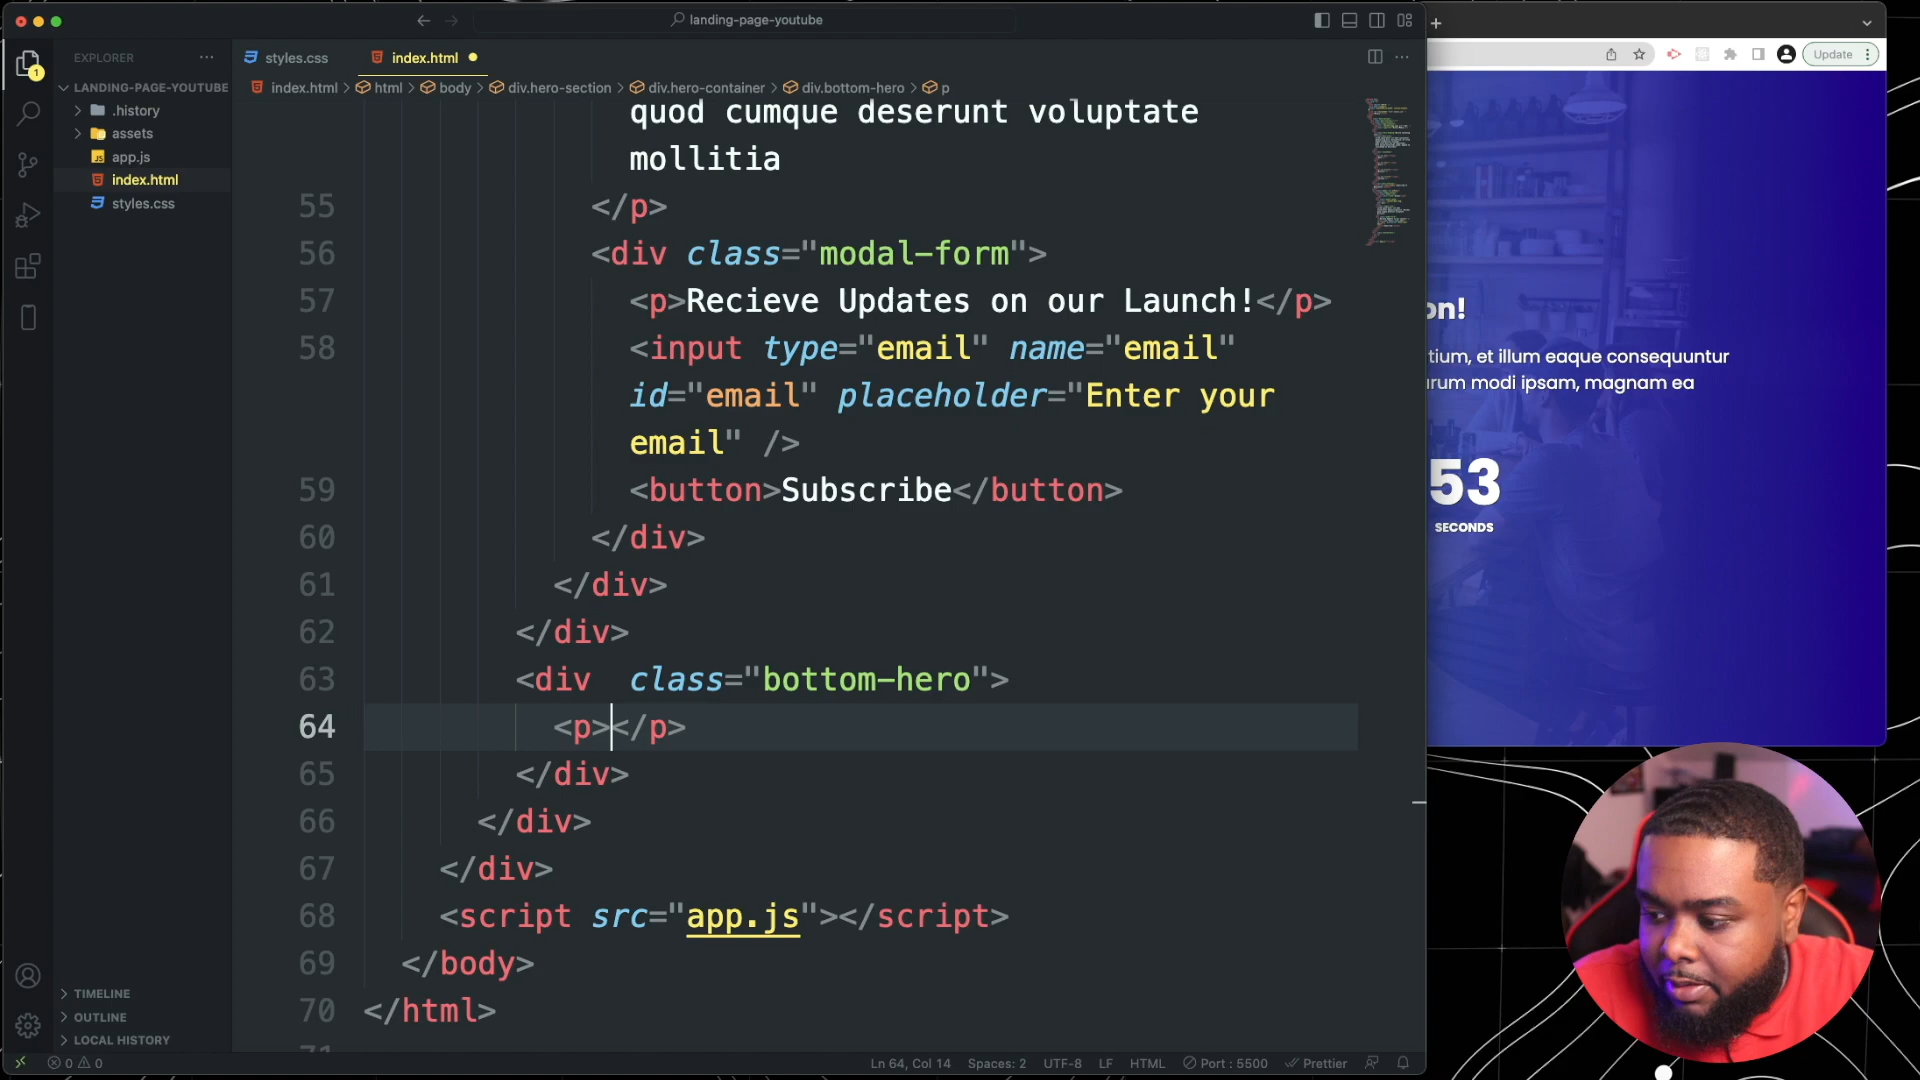 landing-page-youtube
EXPLORER
styles.css
index.html
Update
LANDING-PAGE-YOUTUBE
index.html > html > body > div.hero-section > div.hero-container > div.bottom-hero > p
.history
assets
app.js
index.html
styles.css
1
quod cumque deserunt voluptate
mollitia
55 </p>
56 <div class="modal-form">
57 <p>Recieve Updates on our Launch!</p>
58 <input type="email" name="email"
id="email" placeholder="Enter your
email" />
59 <button>Subscribe</button>
60 </div>
61 </div>
62 </div>
63 <div  class="bottom-hero">
64 <p></p>
65 </div>
66 </div>
67 </div>
68 <script src="app.js"></script>
69 </body>
70 </html>
on!
tium, et illum eaque consequuntur
rum modi ipsam, magnam ea
53
SECONDS
TIMELINE
OUTLINE
LOCAL HISTORY
0 0
Ln 64, Col 14
Spaces: 2
UTF-8
LF
HTML
Port : 5500
Prettier